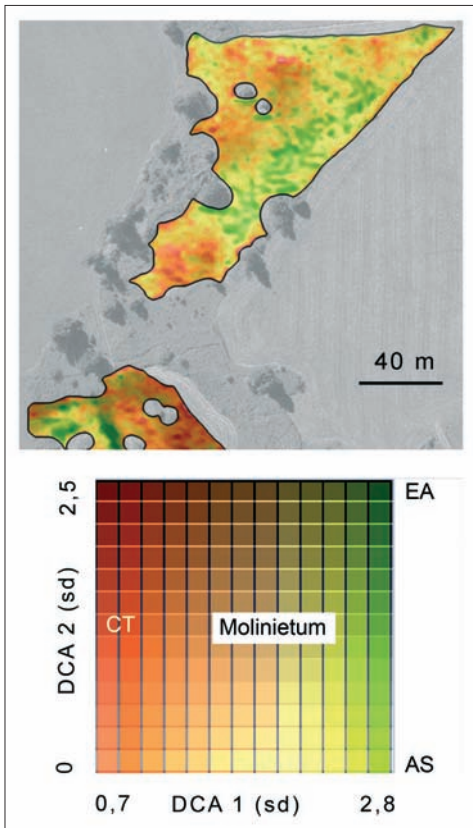 40 m
2,5
EA
DCA 2 (sd)
CT
Molinietum
0
AS
0,7
DCA 1 (sd)
2,8